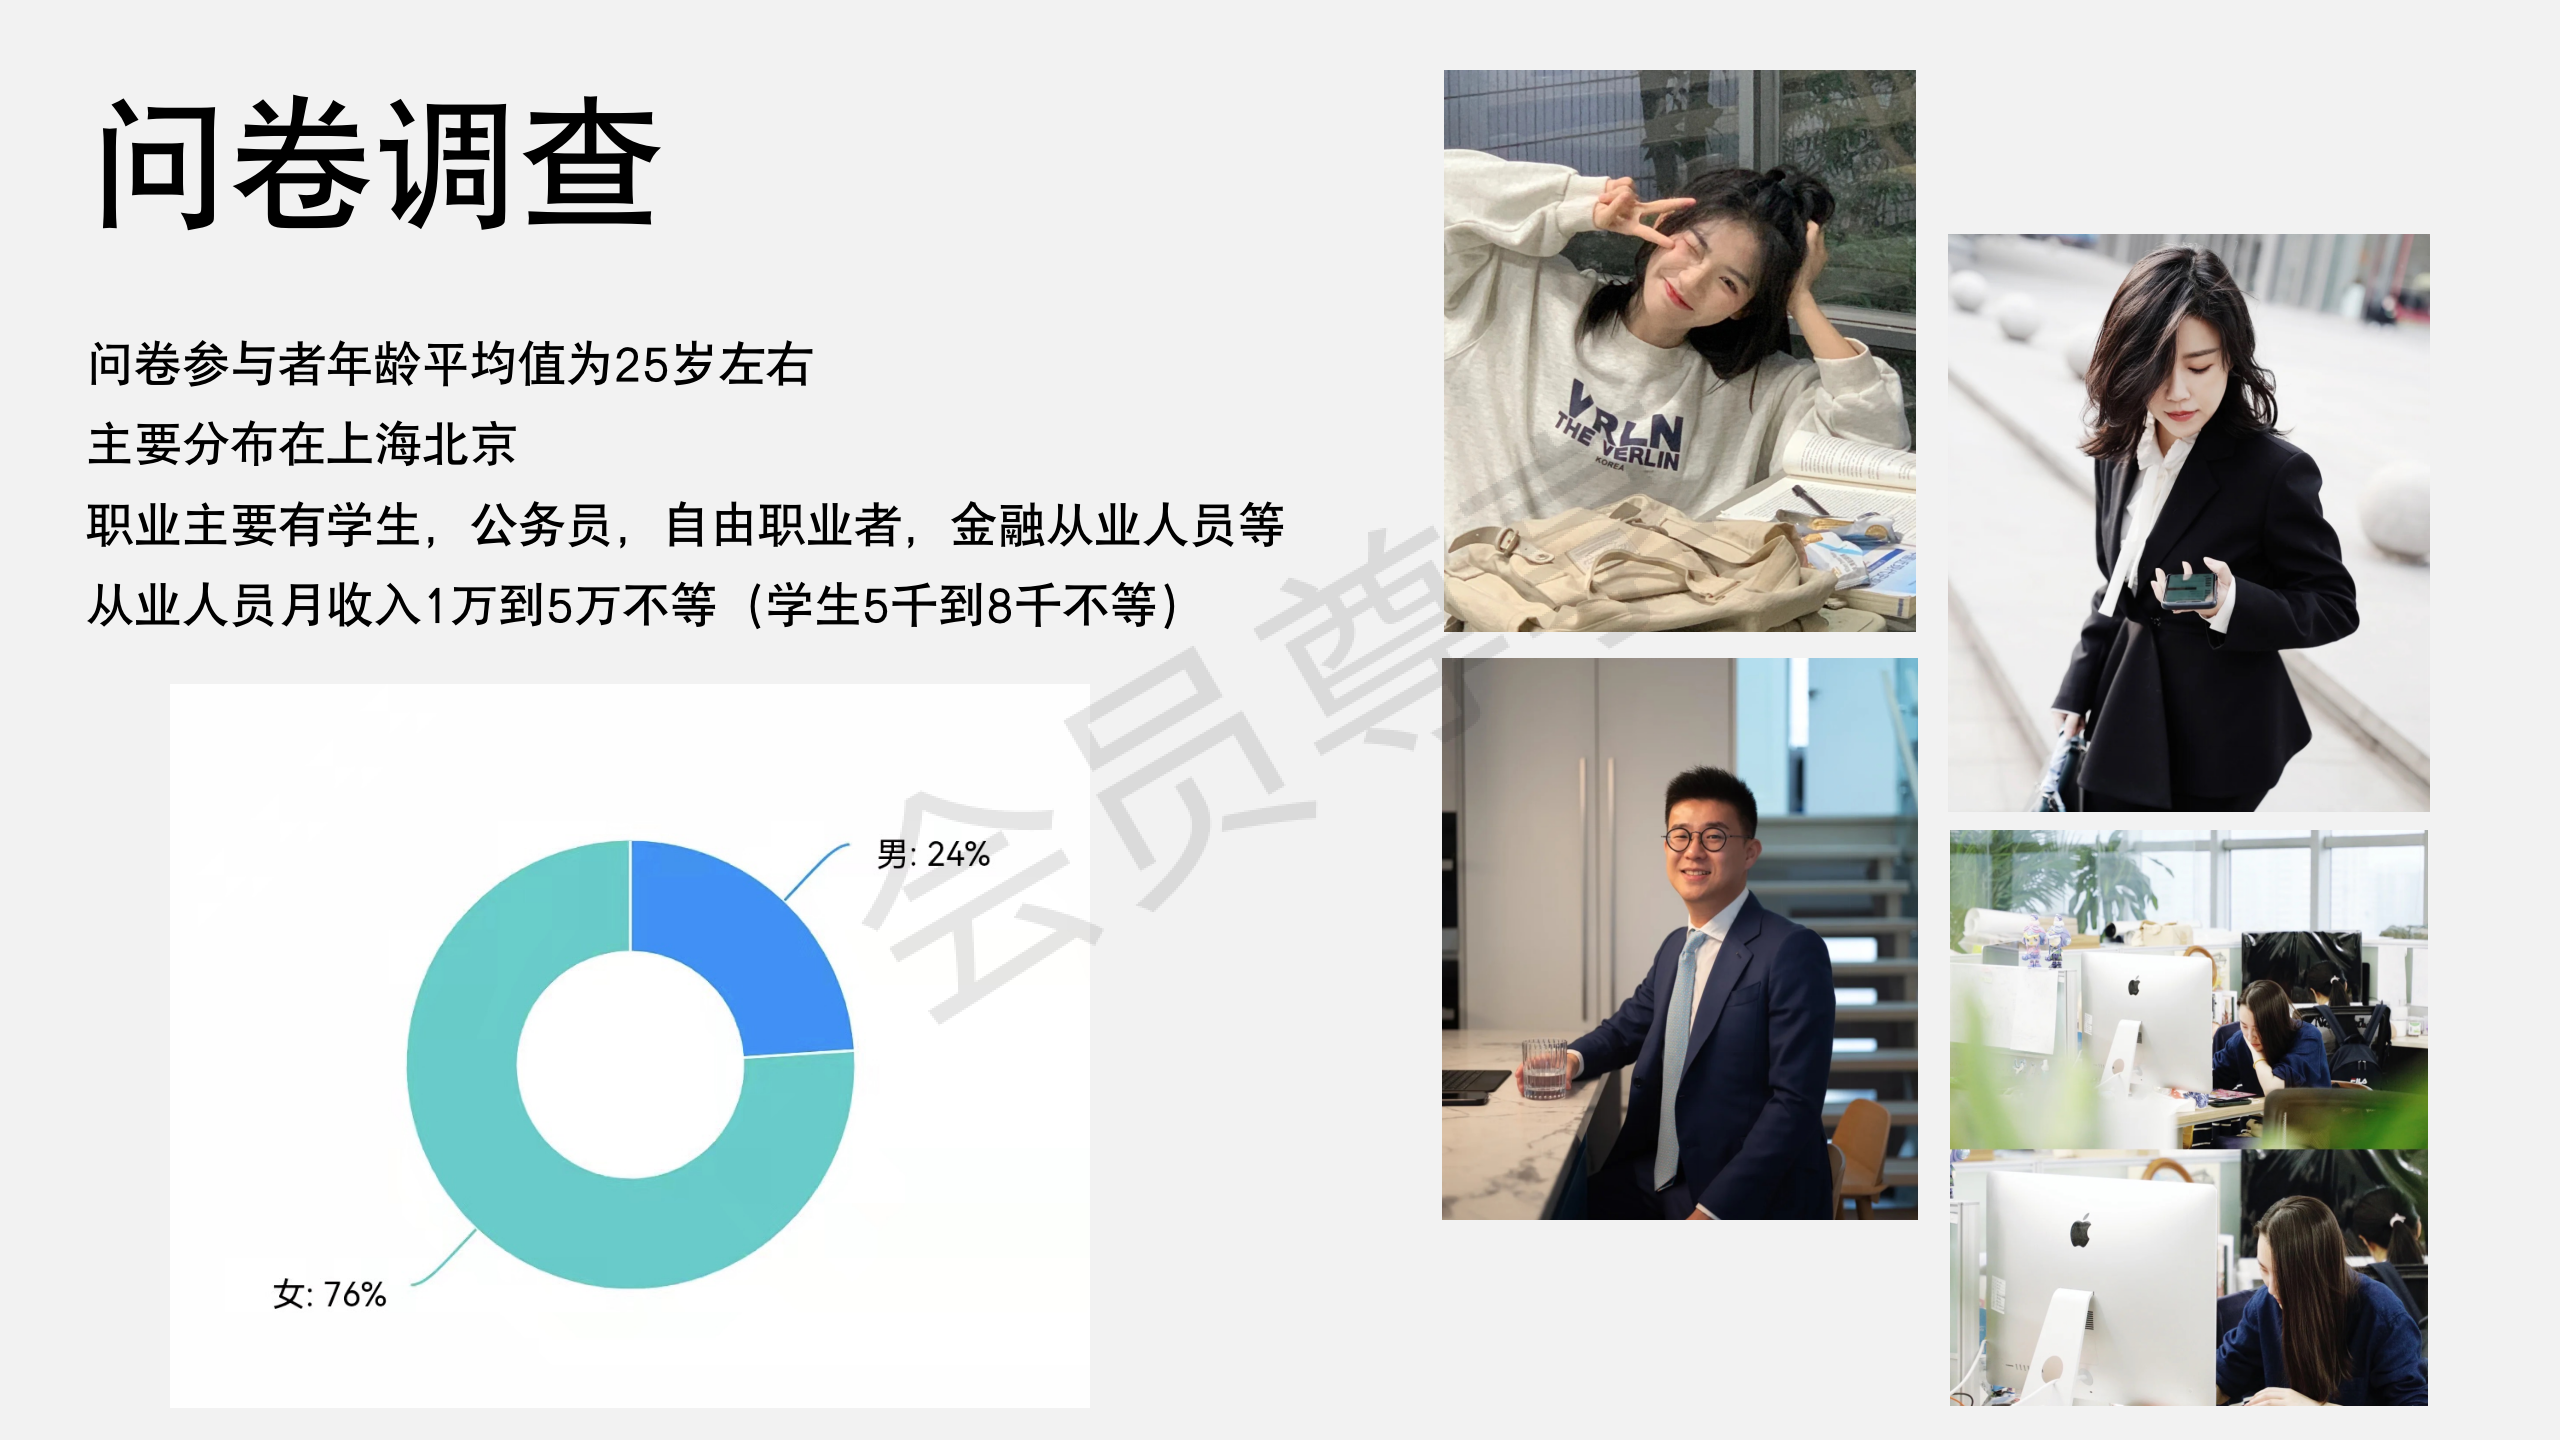 问卷调查
问卷参与者年龄平均值为25岁左右
主要分布在上海北京
职业主要有学生，公务员，自由职业者，金融从业人员等
从业人员月收入1万到5万不等（学生5千到8千不等）
男: 24%
女: 76%
会员尊
VRLN
THE VERLIN
KOREA